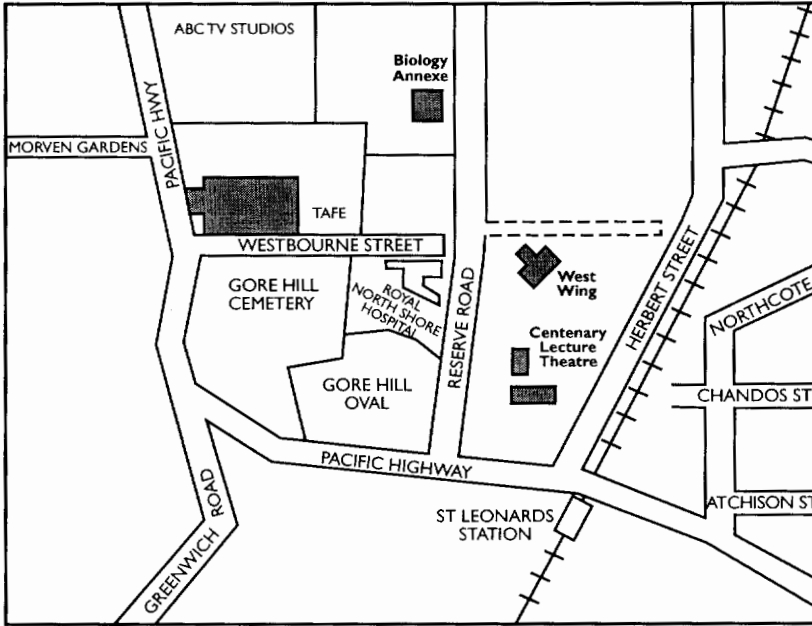 ABC TV STUDIOS
Biology
Annexe
PACIFIC HWY
MORVEN GARDENS
TAFE
WESTBOURNE STREET
GORE HILL
CEMETERY
ROYAL
NORTH SHORE
HOSPITAL
RESERVE ROAD
West
Wing
HERBERT STREET
NORTHCOTE
Centenary
Lecture
Theatre
GORE HILL
OVAL
CHANDOS ST
PACIFIC HIGHWAY
ATCHISON ST
ST LEONARDS
STATION
GREENWICH ROAD